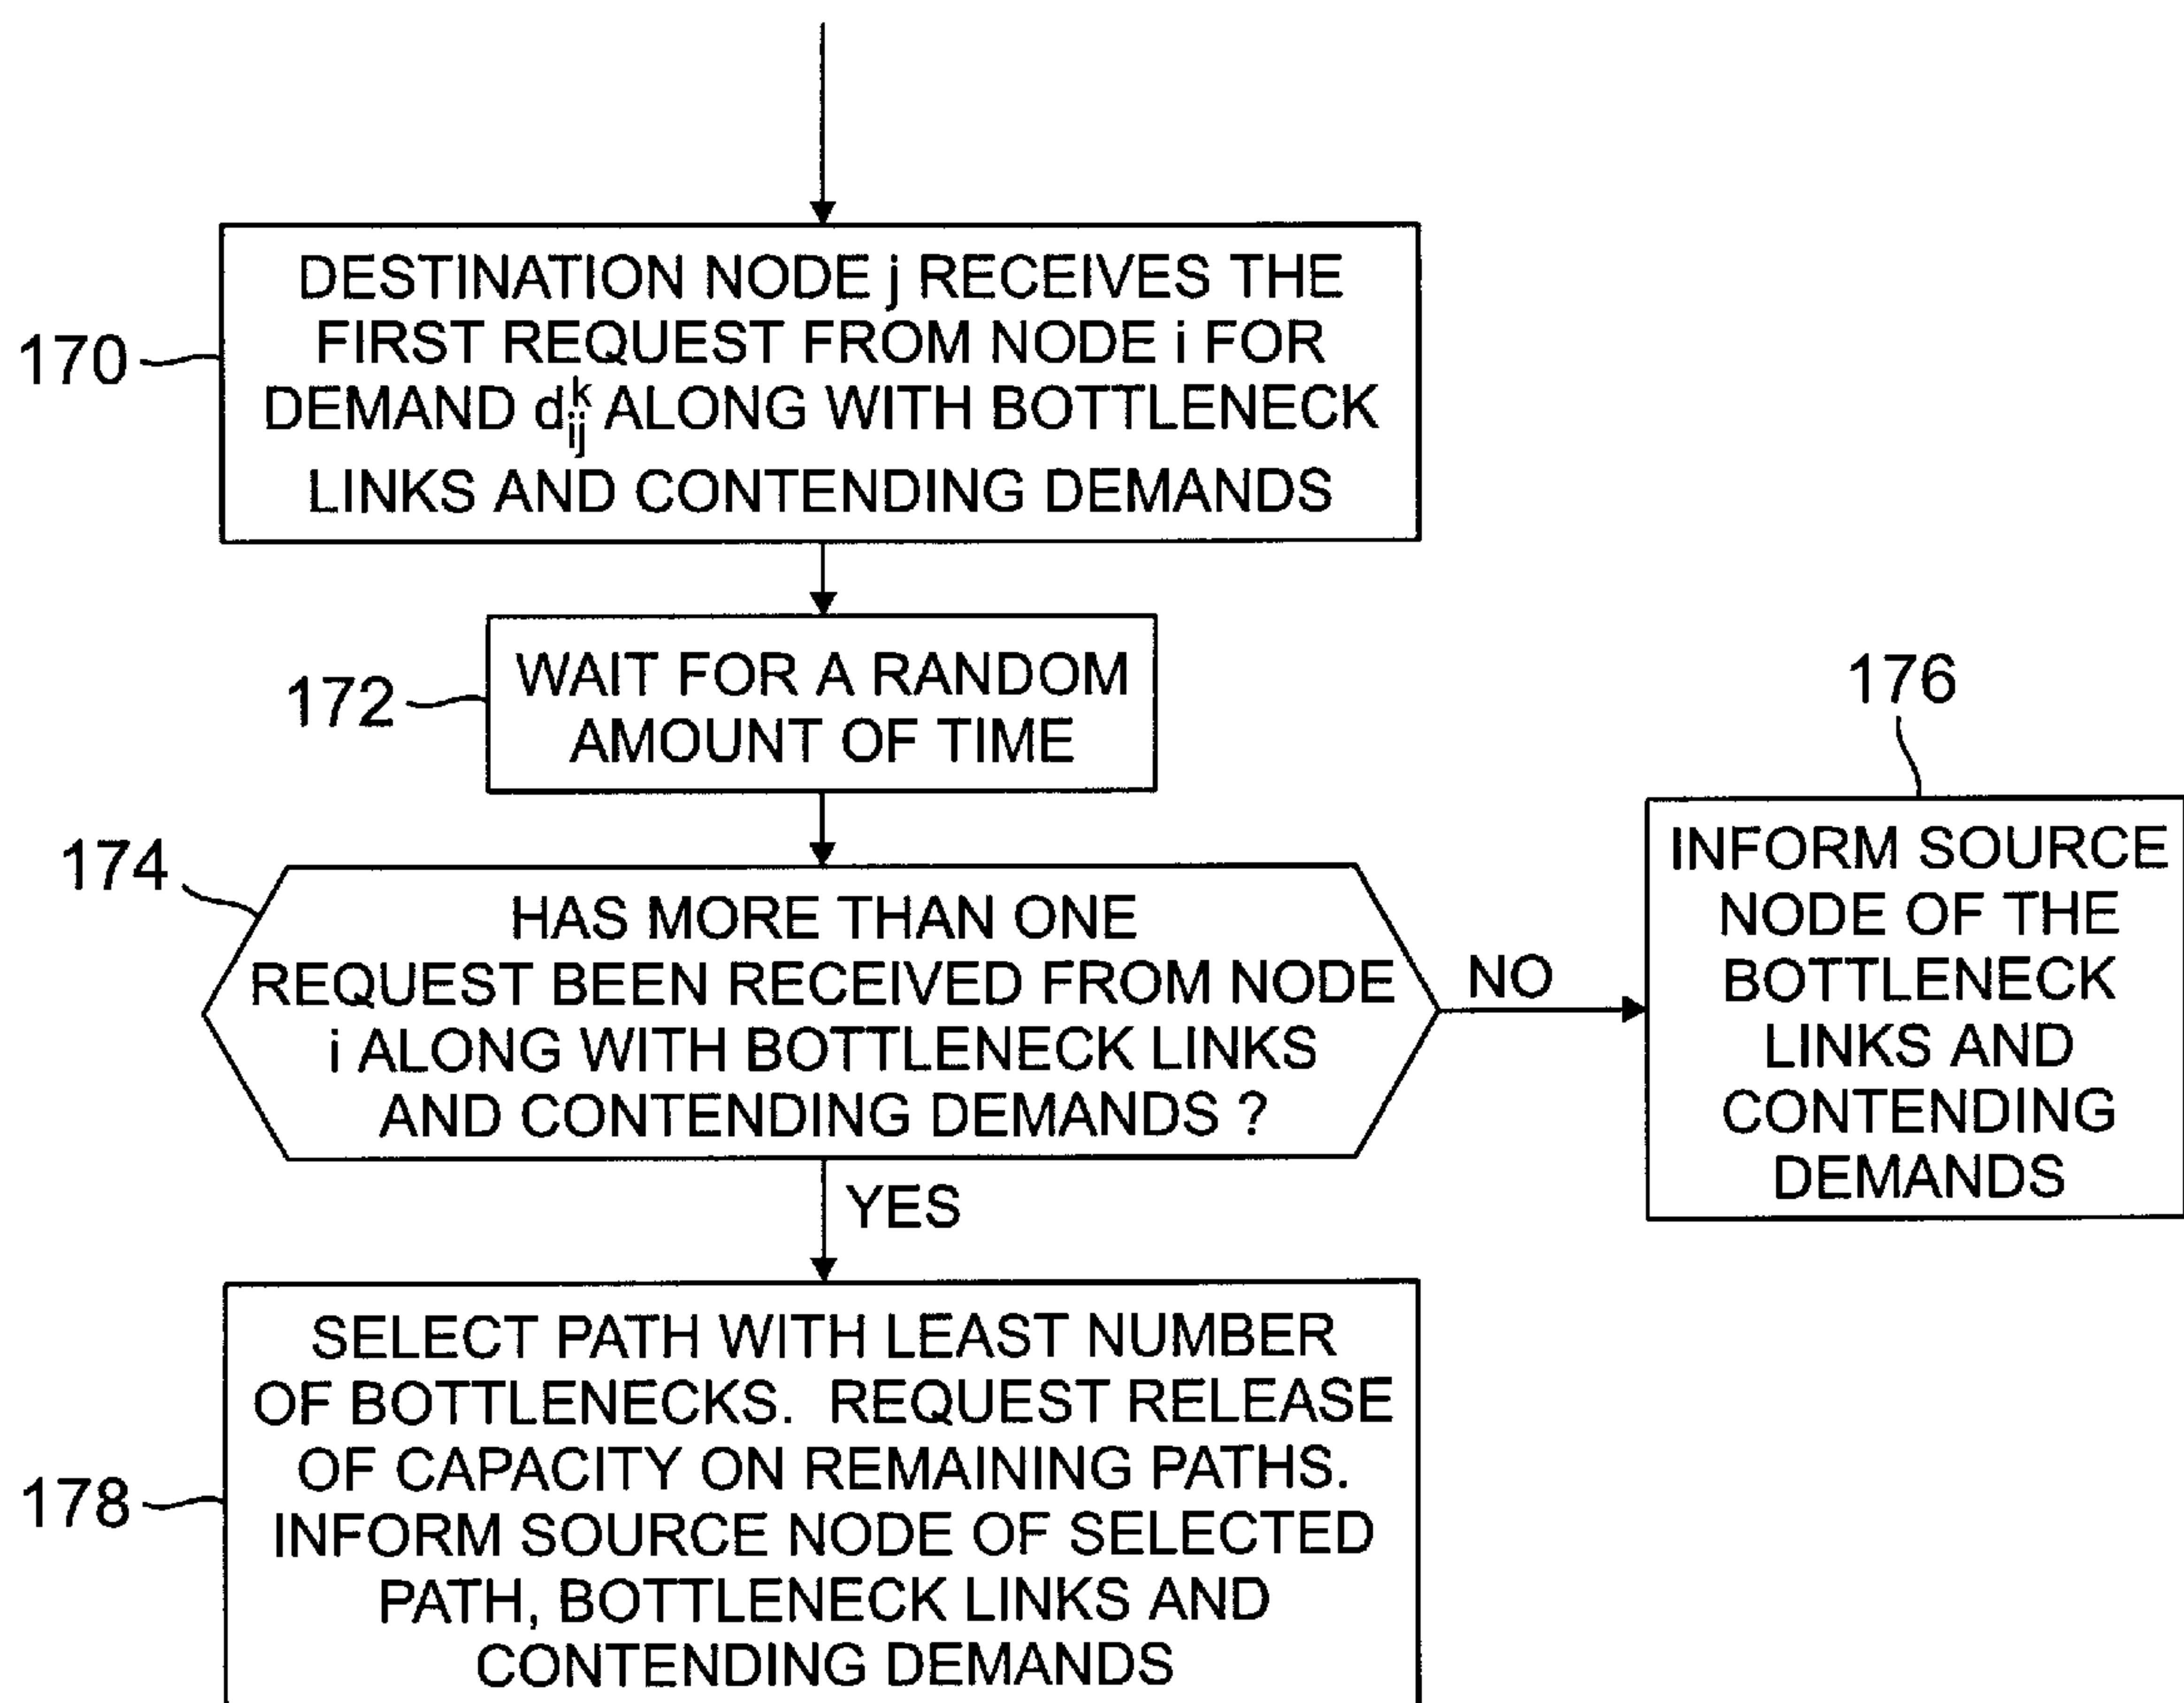 170
DESTINATION NODE j RECEIVES THE
FIRST REQUEST FROM NODE i FOR
DEMAND d_{ij}^{k} ALONG WITH BOTTLENECK
LINKS AND CONTENDING DEMANDS
172
WAIT FOR A RANDOM
AMOUNT OF TIME
174
HAS MORE THAN ONE
REQUEST BEEN RECEIVED FROM NODE
i ALONG WITH BOTTLENECK LINKS
AND CONTENDING DEMANDS ?
NO
176
INFORM SOURCE
NODE OF THE
BOTTLENECK
LINKS AND
CONTENDING
DEMANDS
YES
178
SELECT PATH WITH LEAST NUMBER
OF BOTTLENECKS. REQUEST RELEASE
OF CAPACITY ON REMAINING PATHS.
INFORM SOURCE NODE OF SELECTED
PATH, BOTTLENECK LINKS AND
CONTENDING DEMANDS